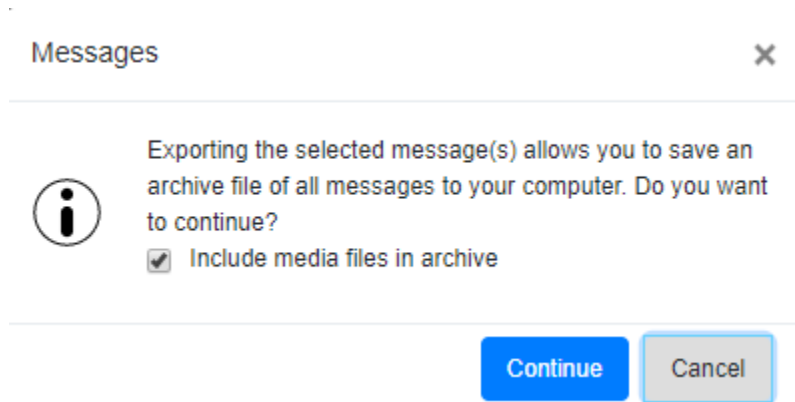 Messages
Exporting the selected message(s) allows you to save an
archive file of all messages to your computer. Do you want
to continue?
Include media files in archive
Continue
Cancel